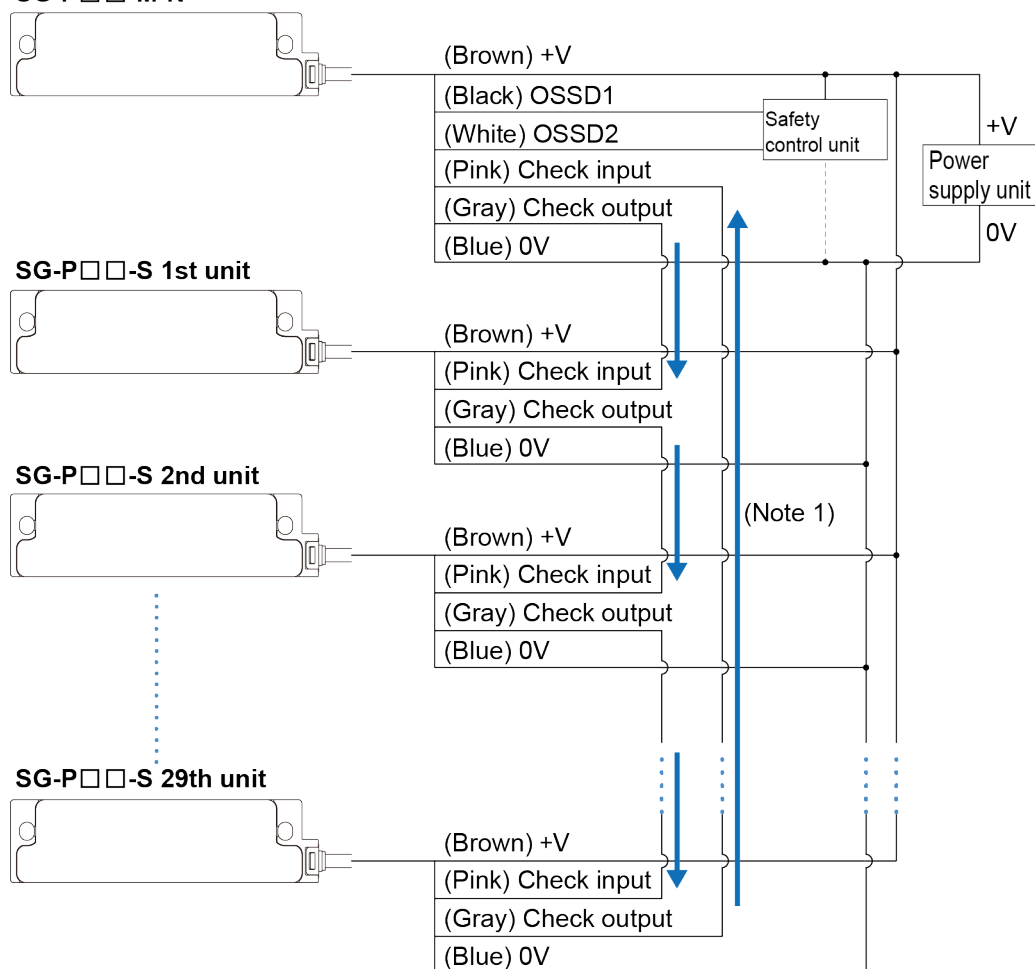 (Brown) +V
(Black) OSSD1
(White) OSSD2
(Pink) Check input
(Gray) Check output
(Blue) 0V
Safety
control unit
+V
Power
supply unit
0V
SG-P□□-S 1st unit
(Brown) +V
(Pink) Check input
(Gray) Check output
(Blue) 0V
SG-P□□-S 2nd unit
(Note 1)
(Brown) +V
(Pink) Check input
(Gray) Check output
(Blue) 0V
SG-P□□-S 29th unit
(Brown) +V
(Pink) Check input
(Gray) Check output
(Blue) 0V